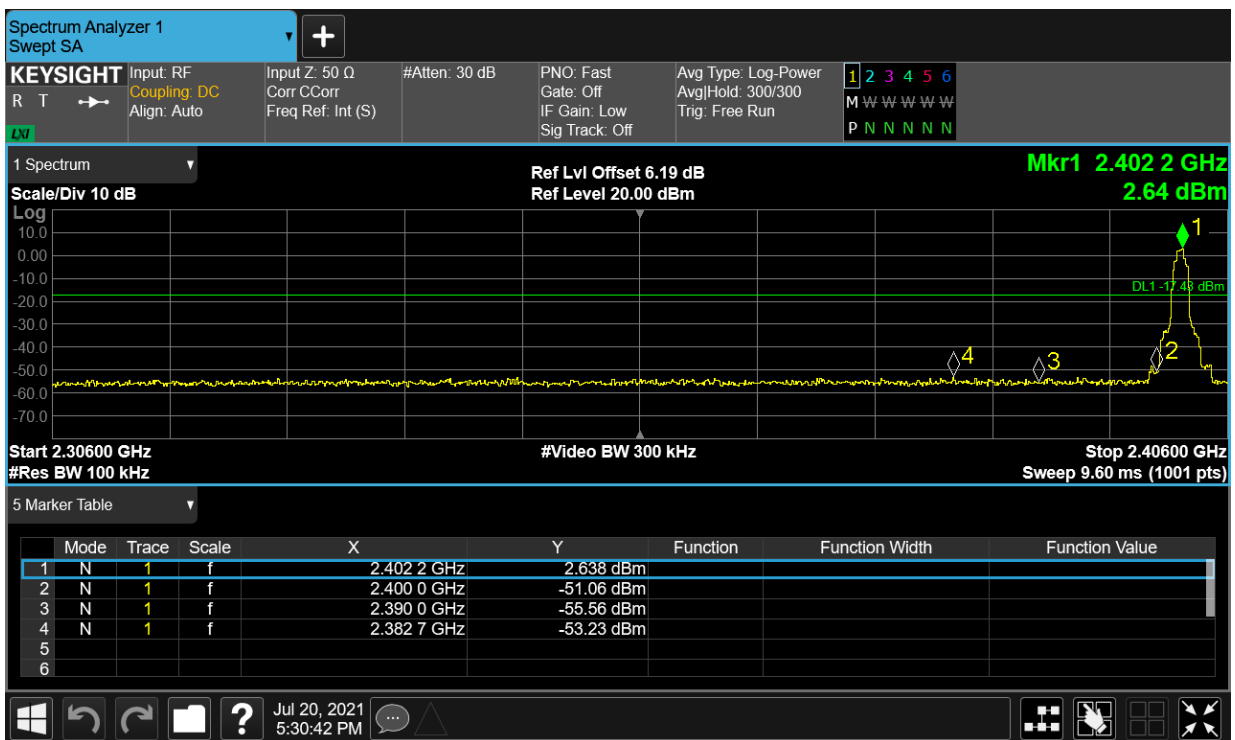 Spectrum Analyzer 1
Swept SA
KEYSIGHT
R T
LXI
Input: RF
Coupling: DC
Align: Auto
Input Z: 50 Ω
Corr CCorr
Freq Ref: Int (S)
#Atten: 30 dB
PNO: Fast
Gate: Off
IF Gain: Low
Sig Track: Off
Avg Type: Log-Power
Avg|Hold: 300/300
Trig: Free Run
1 2 3 4 5 6
M W W W W W
P N N N N N
1 Spectrum
Scale/Div 10 dB
Ref Lvl Offset 6.19 dB
Ref Level 20.00 dBm
Mkr1 2.402 2 GHz
2.64 dBm
Log
10.0
0.00
-10.0
-20.0
-30.0
-40.0
-50.0
-60.0
-70.0
1
DL1 -17.43 dBm
2
3
4
Start 2.30600 GHz
#Res BW 100 kHz
#Video BW 300 kHz
Stop 2.40600 GHz
Sweep 9.60 ms (1001 pts)
5 Marker Table
Mode Trace Scale X Y Function Function Width Function Value
1 N 1 f 2.402 2 GHz 2.638 dBm
2 N 1 f 2.400 0 GHz -51.06 dBm
3 N 1 f 2.390 0 GHz -55.56 dBm
4 N 1 f 2.382 7 GHz -53.23 dBm
5
6
?
Jul 20, 2021
5:30:42 PM